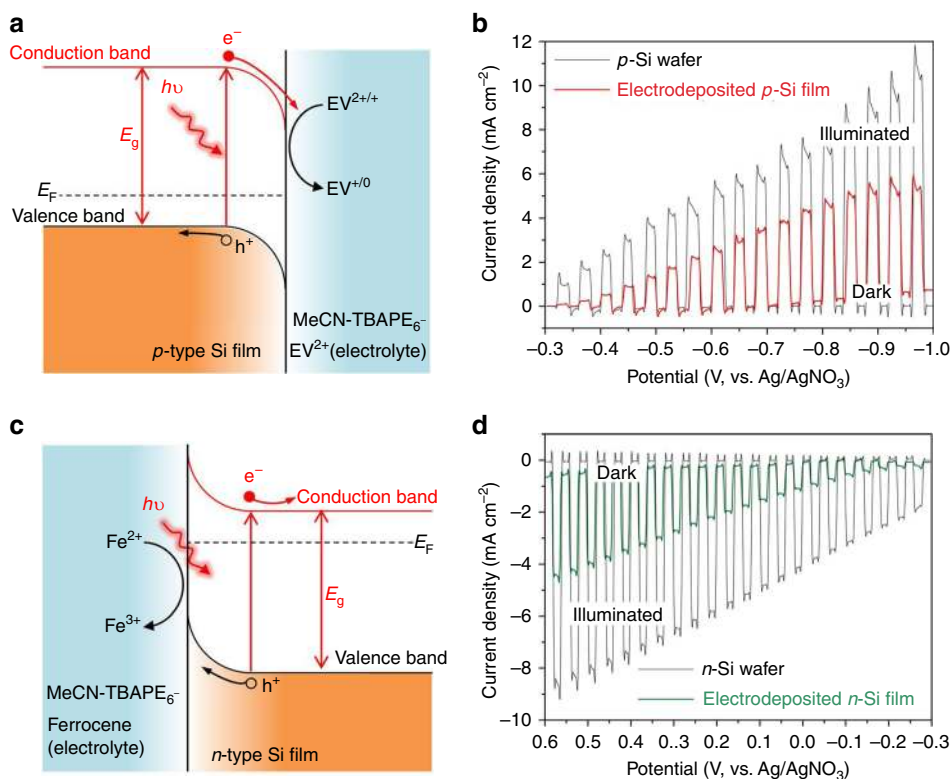 a
Conduction band
e⁻
hυ
E_g
EV²⁺/⁺
EV⁺/⁰
E_F
Valence band
h⁺
MeCN-TBAPE₆⁻
p-type Si film
EV²⁺(electrolyte)
b
12
10
8
6
4
2
0
Current density (mA cm⁻²)
p-Si wafer
Electrodeposited p-Si film
Illuminated
Dark
−0.3 −0.4 −0.5 −0.6 −0.7 −0.8 −0.9 −1.0
Potential (V, vs. Ag/AgNO₃)
c
e⁻
Conduction band
hυ
Fe²⁺
E_F
E_g
Fe³⁺
Valence band
h⁺
MeCN-TBAPE₆⁻
Ferrocene
(electrolyte)
n-type Si film
d
0
−2
−4
−6
−8
−10
Current density (mA cm⁻²)
Dark
Illuminated
n-Si wafer
Electrodeposited n-Si film
0.6 0.5 0.4 0.3 0.2 0.1 0.0 −0.1 −0.2 −0.3
Potential (V, vs. Ag/AgNO₃)